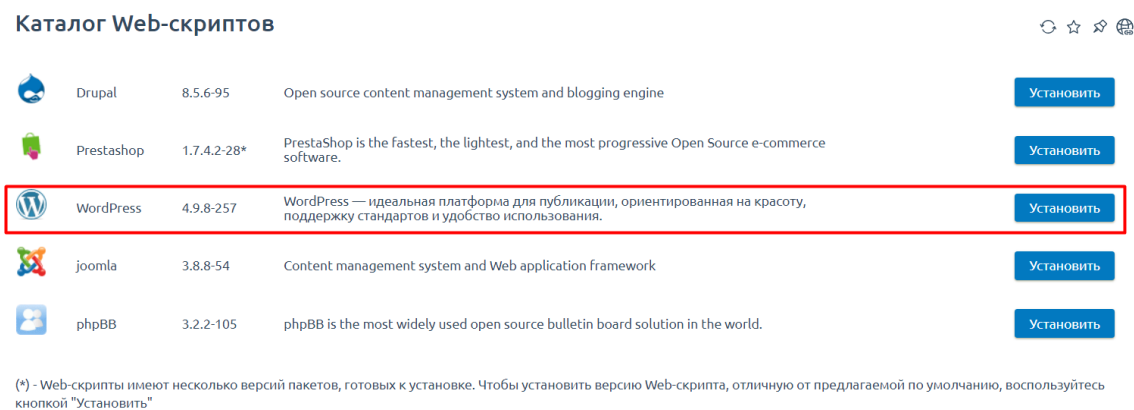 Каталог Web-скриптов
Drupal 8.5.6-95 Open source content management system and blogging engine Установить
Prestashop 1.7.4.2-28* PrestaShop is the fastest, the lightest, and the most progressive Open Source e-commerce
software. Установить
WordPress 4.9.8-257 WordPress — идеальная платформа для публикации, ориентированная на красоту,
поддержку стандартов и удобство использования. Установить
joomla 3.8.8-54 Content management system and Web application framework Установить
phpBB 3.2.2-105 phpBB is the most widely used open source bulletin board solution in the world. Установить
(*) - Web-скрипты имеют несколько версий пакетов, готовых к установке. Чтобы установить версию Web-скрипта, отличную от предлагаемой по умолчанию, воспользуйтесь
кнопкой "Установить"